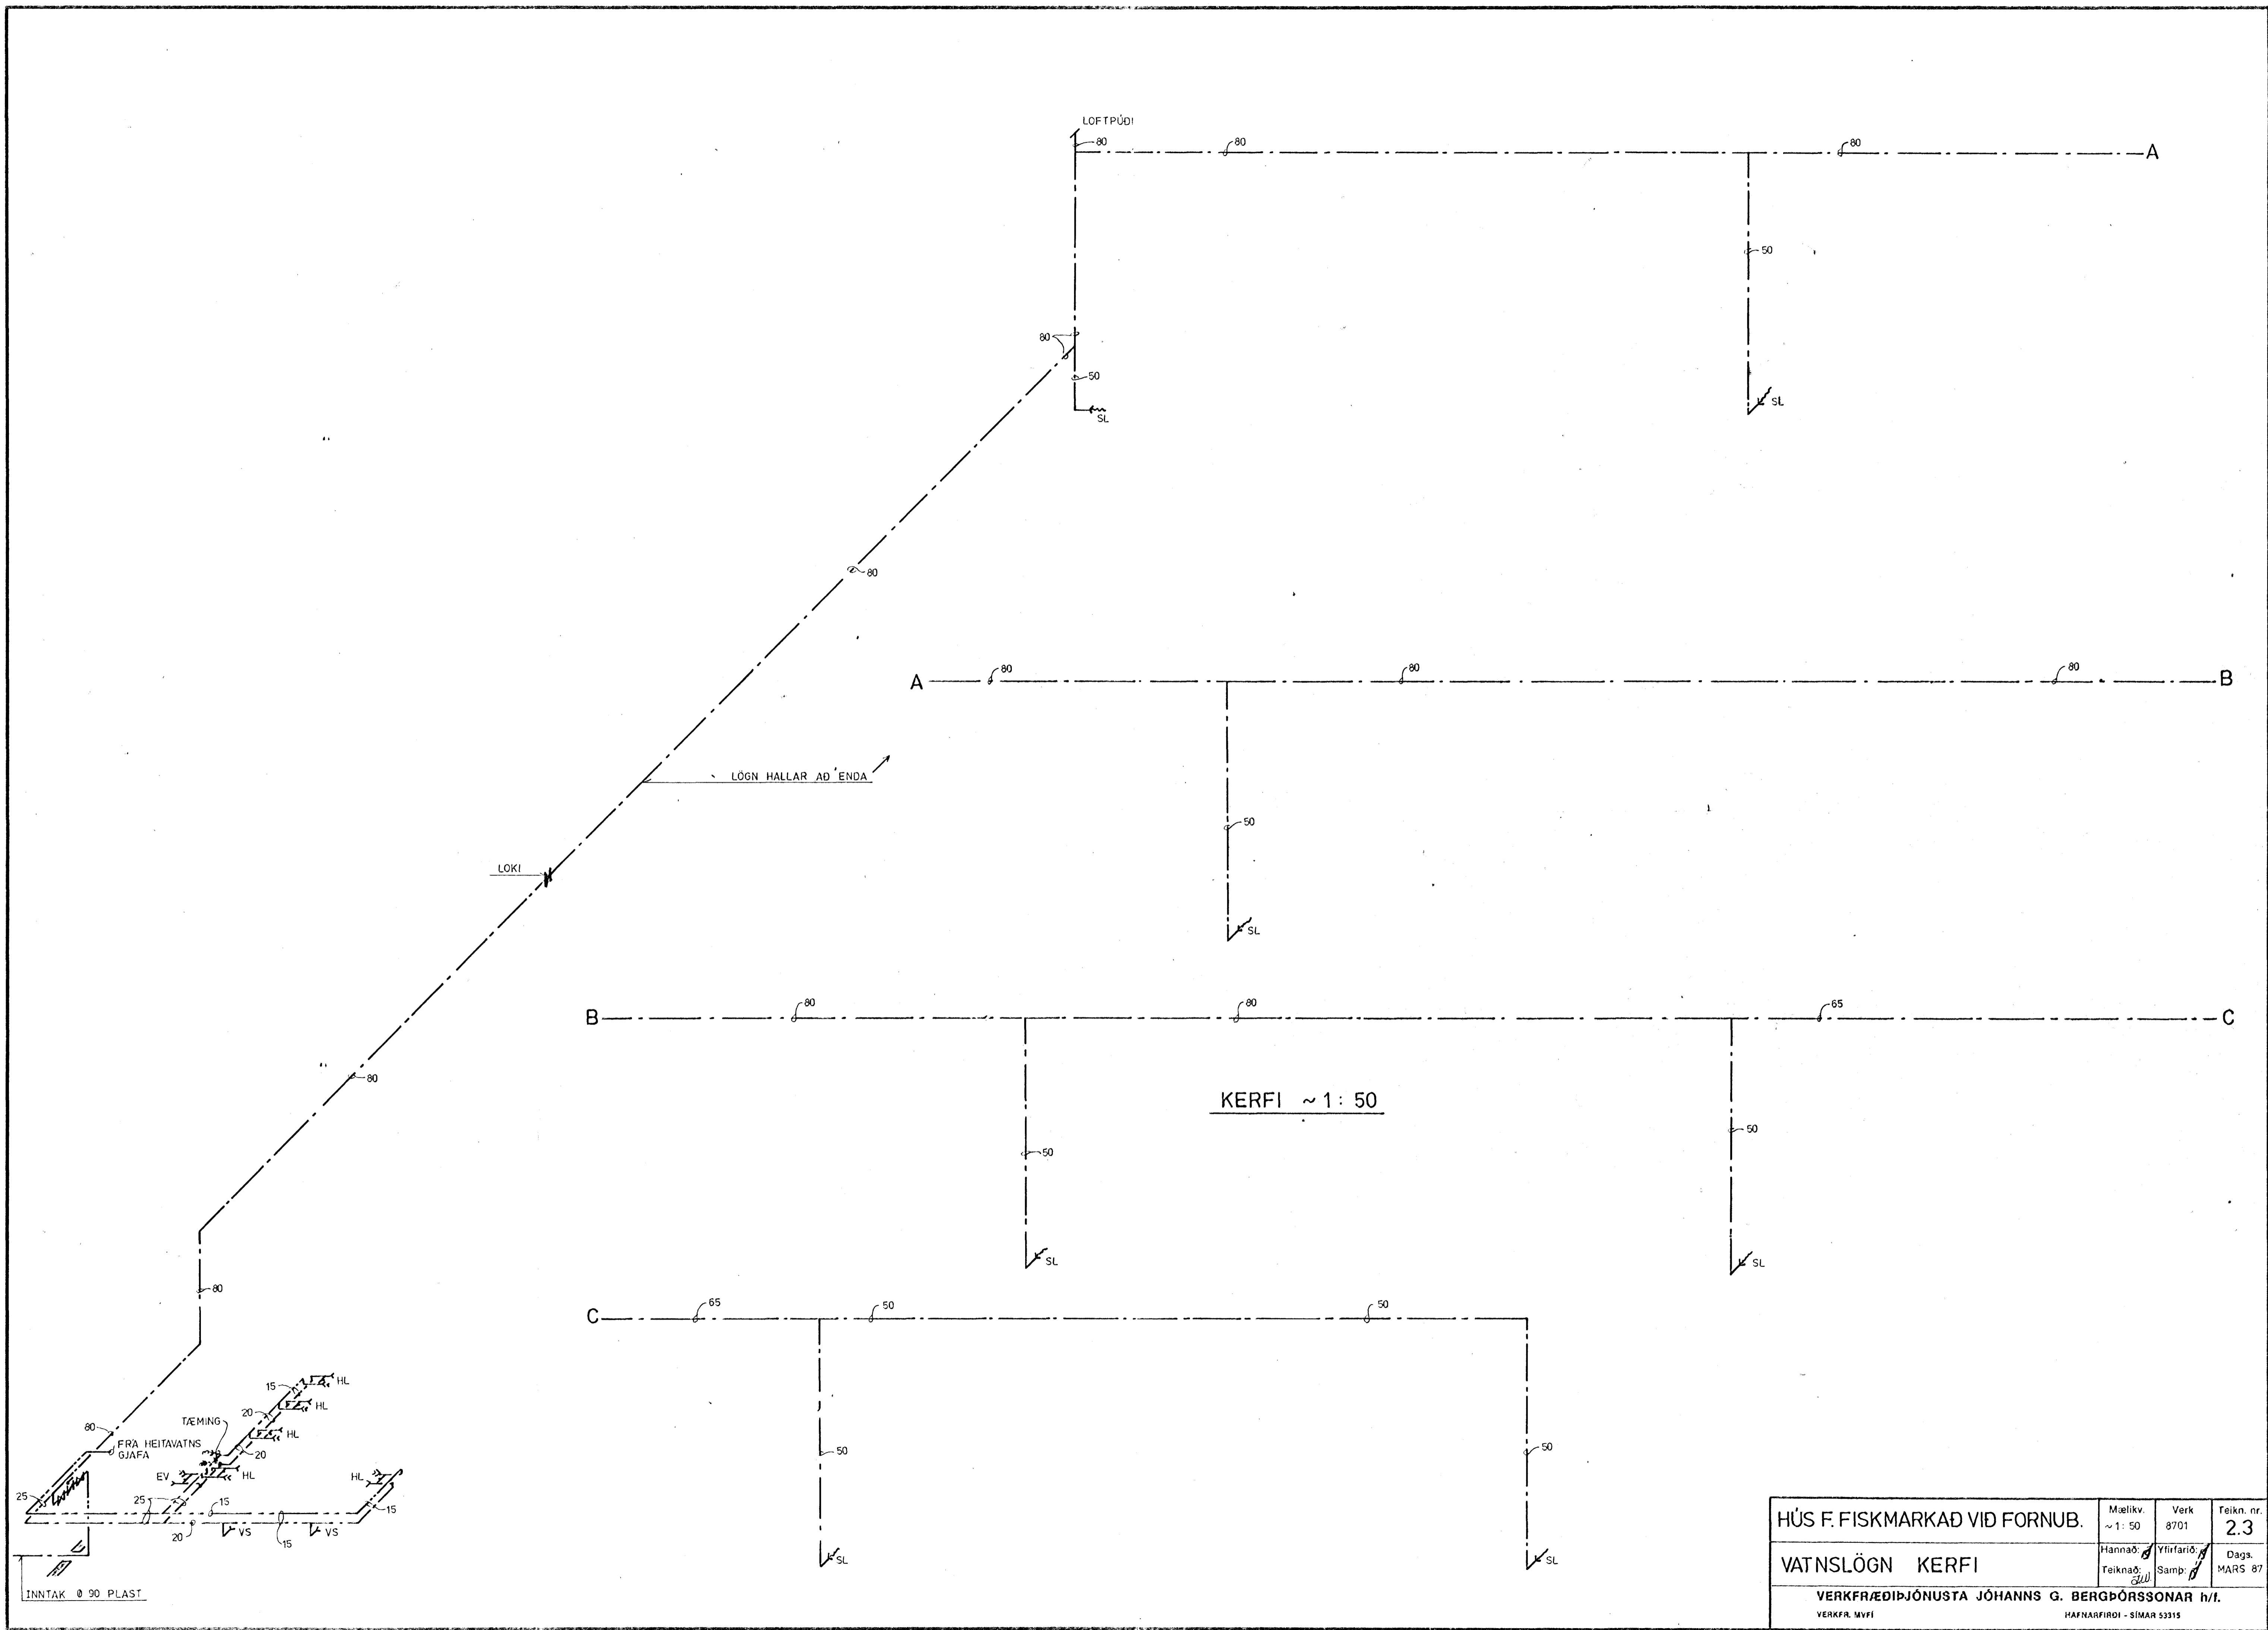 LOFTPÚÐI
80
80
80
A
50
80
50
SL
SL
80
A
80
80
80
B
LÖGN HALLAR AÐ ENDA
50
LOKI
SL
B
80
80
65
C
80
KERFI ~ 1 : 50
50
50
SL
SL
80
C
65
50
50
15
HL
20
HL
TÆMING
80
HL
FRÁ HEITAVATNS
GJAFA
20
50
50
EV
HL
HL
25
25
15
15
20
VS
VS
15
SL
SL
INNTAK Ø 90 PLAST
HÚS F. FISKMARKAÐ VIÐ FORNUB.
Mælikv.
~ 1 : 50
Verk
8701
Teikn. nr.
2.3
VATNSLÖGN KERFI
Hannað:
Yfirfarið:
Teiknað:
Samþ:
Dags.
MARS 87
VERKFRÆÐIÞJÓNUSTA JÓHANNS G. BERGÞÓRSSONAR h/f.
VERKFR. MVFÍ
HAFNARFIRÐI - SÍMAR 53315